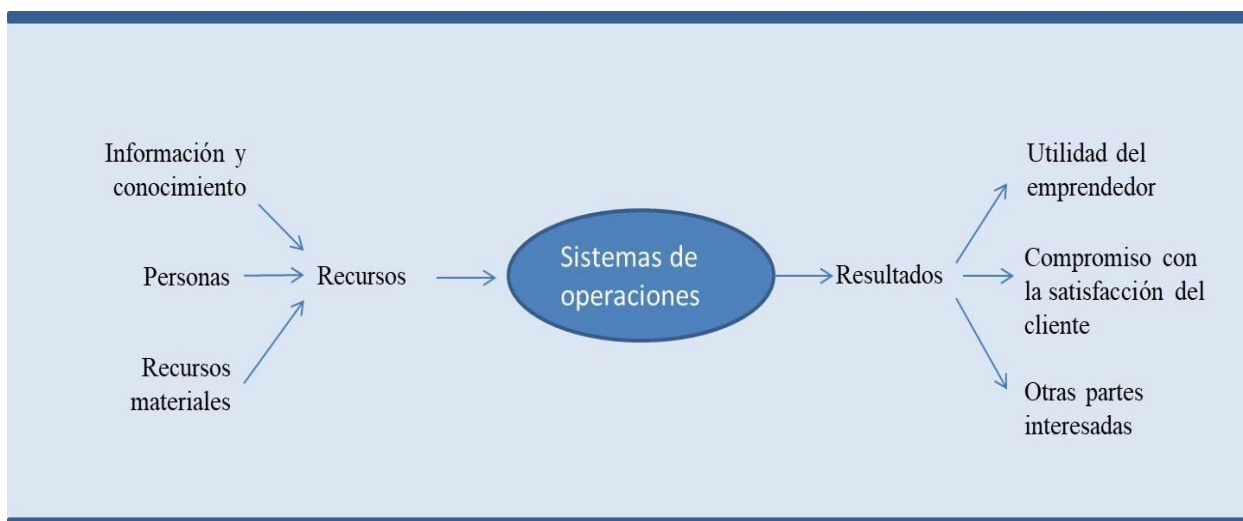 Información y
conocimiento
Personas
Recursos
materiales
Recursos
Sistemas de
operaciones
Resultados
Utilidad del
emprendedor
Compromiso con
la satisfacción del
cliente
Otras partes
interesadas